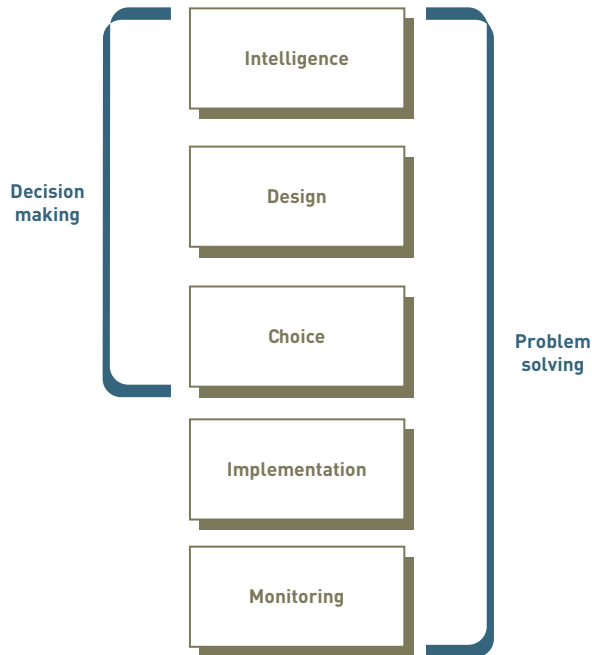 Intelligence
Decision
making
Design
Choice
Problem
solving
Implementation
Monitoring